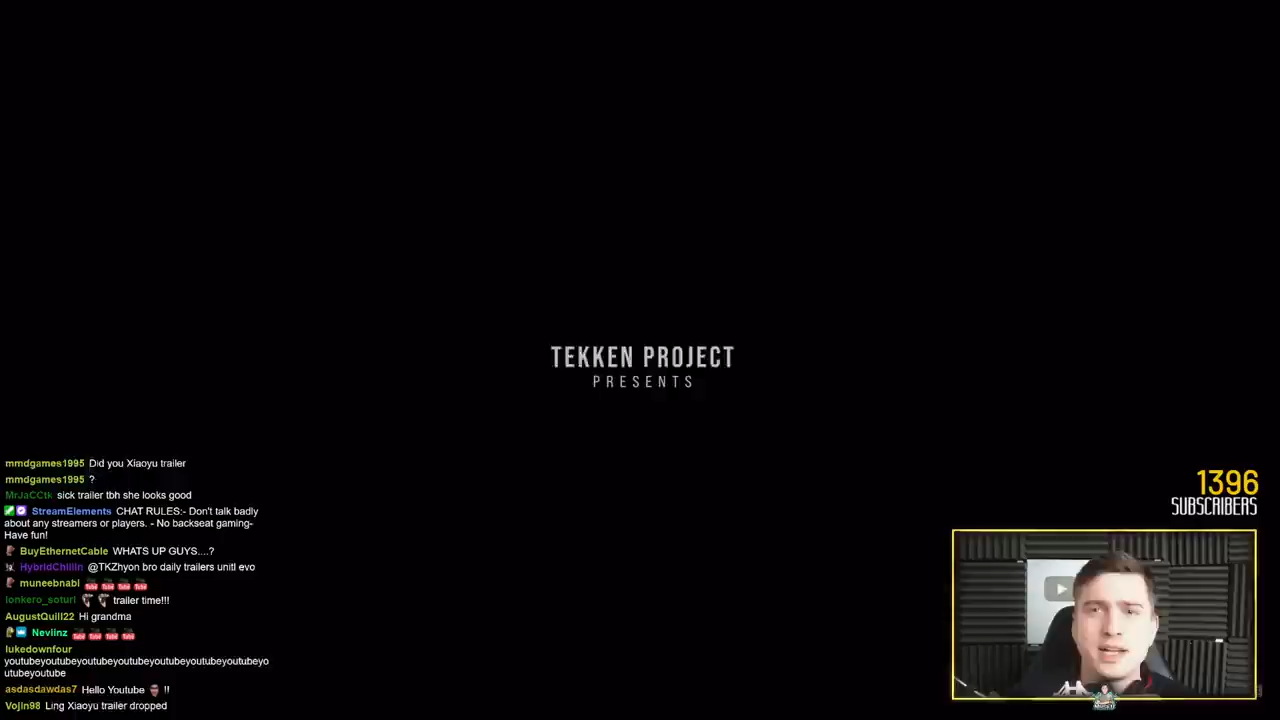 TEKKEN PROJECT
PRESENTS
mmdgames1995 Did you Xiaoyu trailer
mmdgames1995 ?
MrJaCCtk sick trailer tbh she looks good
StreamElements CHAT RULES:- Don't talk badly
about any streamers or players. - No backseat gaming-
Have fun!
BuyEthernetCable WHATS UP GUYS....?
HybridChillin @TKZhyon bro daily trailers unitl evo
muneebnabi
lonkero_soturi trailer time!!!
AugustQuill22 Hi grandma
Nevlinz
lukedownfour
youtubeyoutubeyoutubeyoutubeyoutubeyoutubeyoutubeyo
utubeyoutube
asdasdawdas7 Hello Youtube !!
Vojin98 Ling Xiaoyu trailer dropped
1396
SUBSCRIBERS